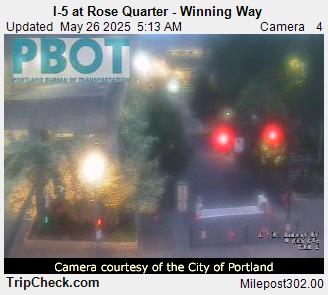 I-5 at Rose Quarter - Winning Way
Updated May 26 2025 5:13 AM Camera 4
PBOT
PORTLAND BUREAU OF TRANSPORTATION
Camera courtesy of the City of Portland
TripCheck.com Milepost302.00